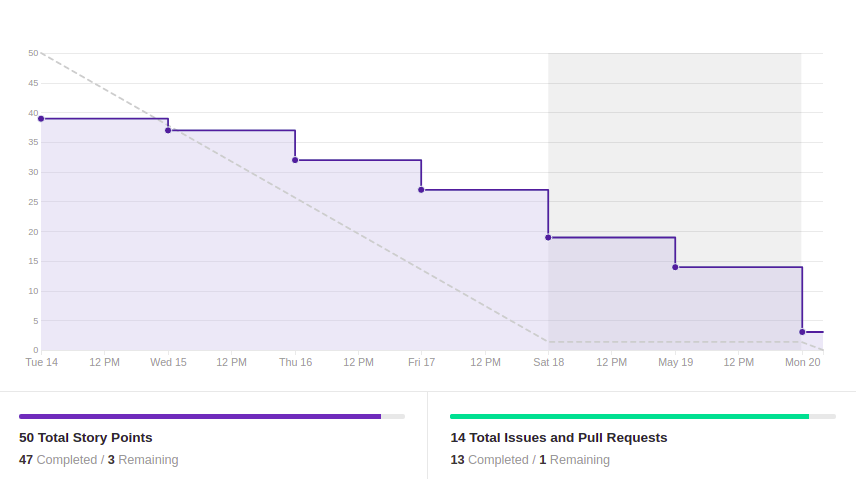 50
45
40
35
30
25
20
15
10
5
0
Tue 14 12 PM Wed 15 12 PM Thu 16 12 PM Fri 17 12 PM Sat 18 12 PM May 19 12 PM Mon 20
50 Total Story Points
47 Completed / 3 Remaining
14 Total Issues and Pull Requests
13 Completed / 1 Remaining